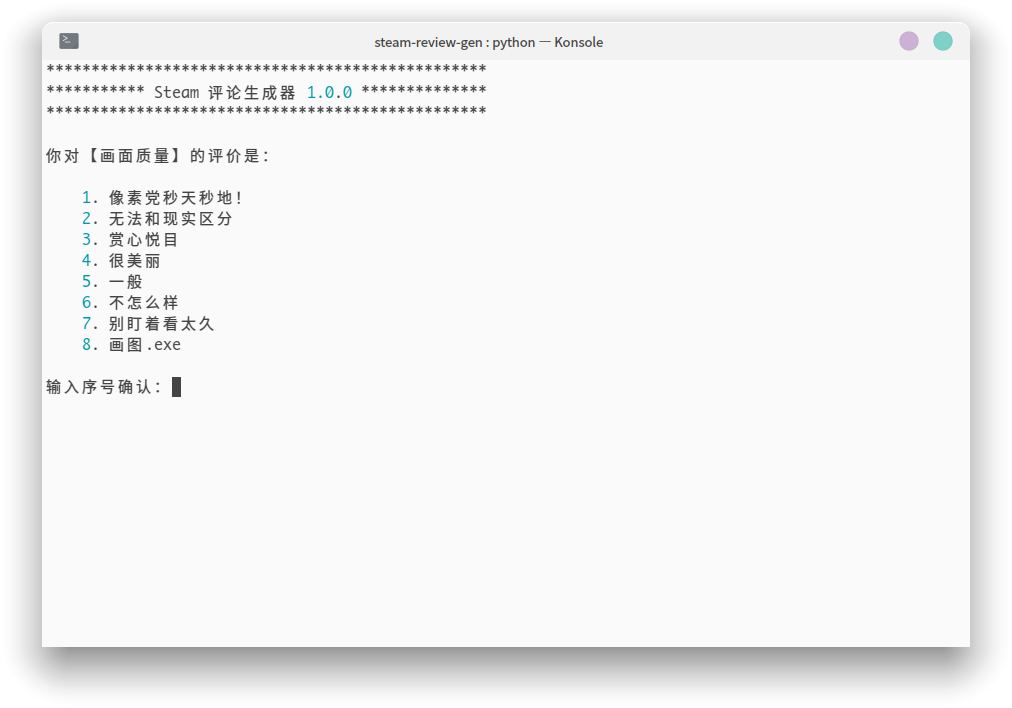 steam-review-gen : python — Konsole
*************************************************
*********** Steam 评论生成器 1.0.0 **************
*************************************************
你对【画面质量】的评价是：
1. 像素党秒天秒地！
2. 无法和现实区分
3. 赏心悦目
4. 很美丽
5. 一般
6. 不怎么样
7. 别盯着看太久
8. 画图.exe
输入序号确认：